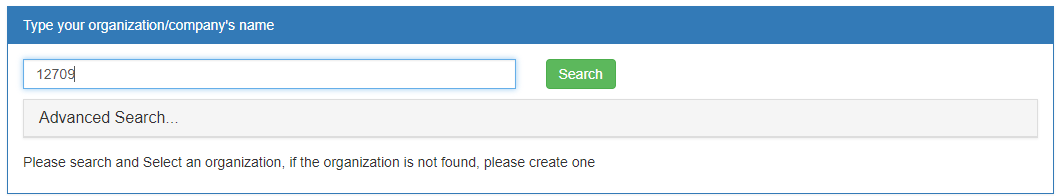 Type your organization/company's name
12709
Search
Advanced Search...
Please search and Select an organization, if the organization is not found, please create one